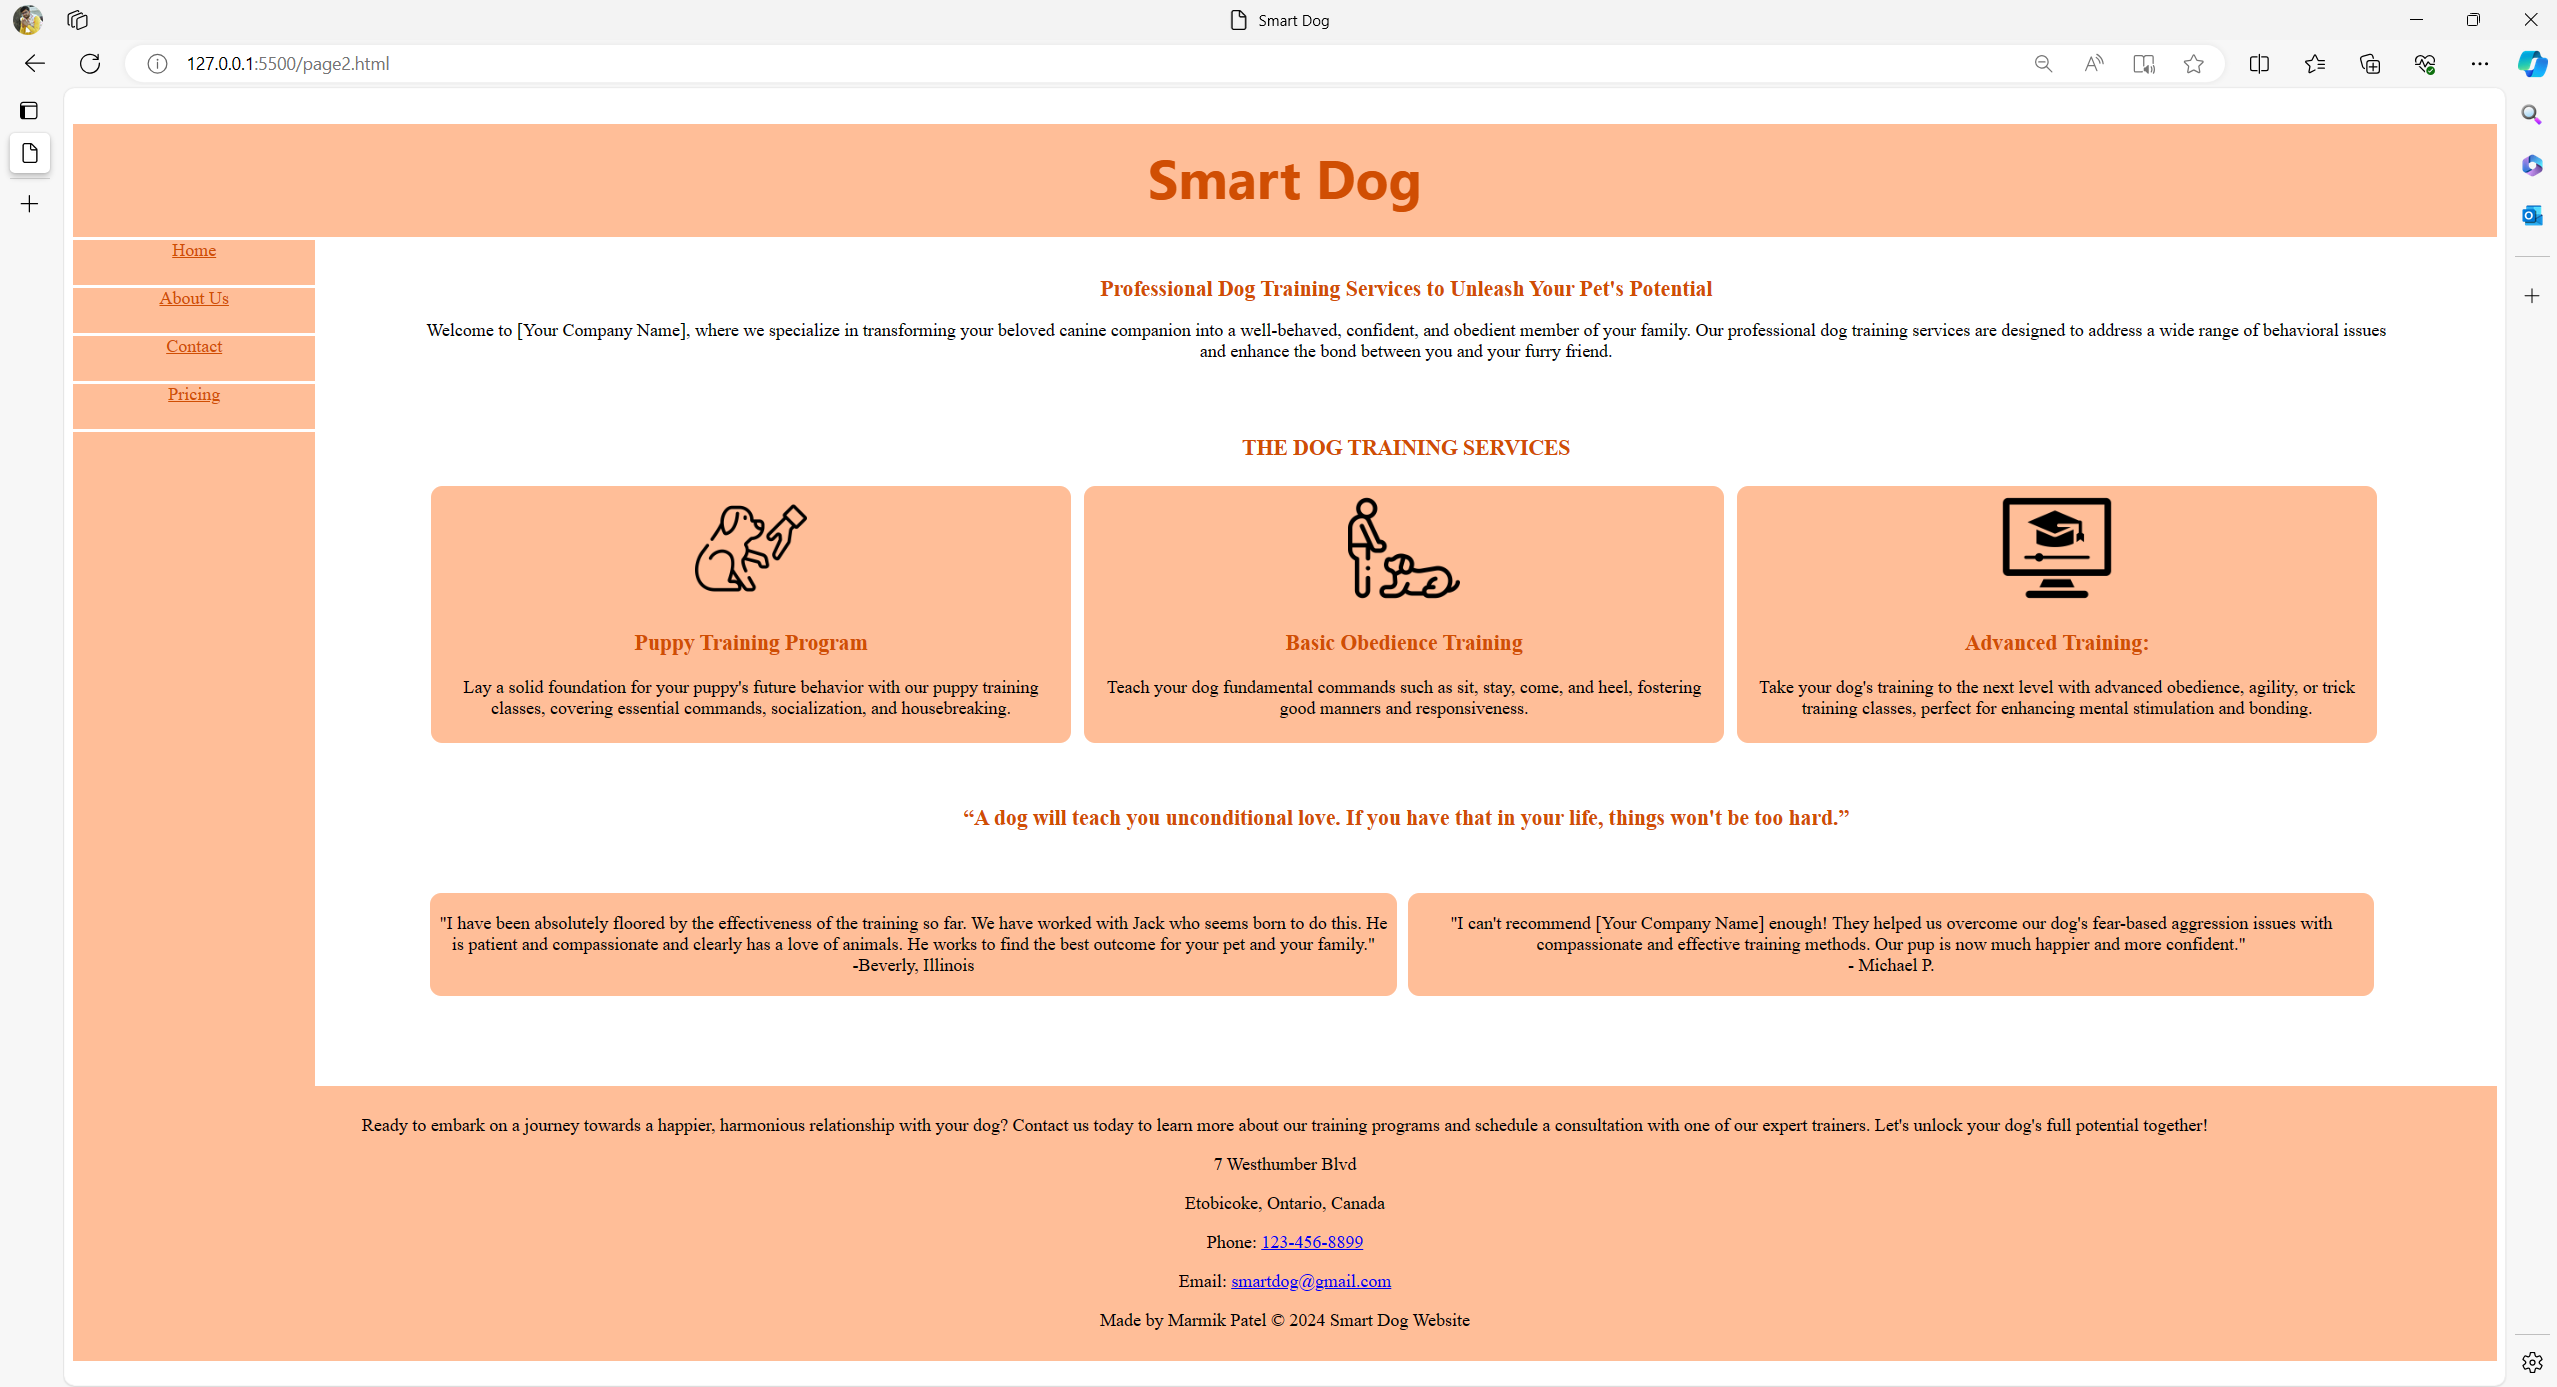 Smart Dog
127.0.0.1:5500/page2.html
Smart Dog
Home
About Us
Contact
Pricing
Professional Dog Training Services to Unleash Your Pet's Potential
Welcome to [Your Company Name], where we specialize in transforming your beloved canine companion into a well-behaved, confident, and obedient member of your family. Our professional dog training services are designed to address a wide range of behavioral issues
and enhance the bond between you and your furry friend.
THE DOG TRAINING SERVICES
Puppy Training Program
Lay a solid foundation for your puppy's future behavior with our puppy training
classes, covering essential commands, socialization, and housebreaking.
Basic Obedience Training
Teach your dog fundamental commands such as sit, stay, come, and heel, fostering
good manners and responsiveness.
Advanced Training:
Take your dog's training to the next level with advanced obedience, agility, or trick
training classes, perfect for enhancing mental stimulation and bonding.
“A dog will teach you unconditional love. If you have that in your life, things won't be too hard.”
"I have been absolutely floored by the effectiveness of the training so far. We have worked with Jack who seems born to do this. He
is patient and compassionate and clearly has a love of animals. He works to find the best outcome for your pet and your family."
-Beverly, Illinois
"I can't recommend [Your Company Name] enough! They helped us overcome our dog's fear-based aggression issues with
compassionate and effective training methods. Our pup is now much happier and more confident."
- Michael P.
Ready to embark on a journey towards a happier, harmonious relationship with your dog? Contact us today to learn more about our training programs and schedule a consultation with one of our expert trainers. Let's unlock your dog's full potential together!
7 Westhumber Blvd
Etobicoke, Ontario, Canada
Phone: 123-456-8899
Email: smartdog@gmail.com
Made by Marmik Patel © 2024 Smart Dog Website